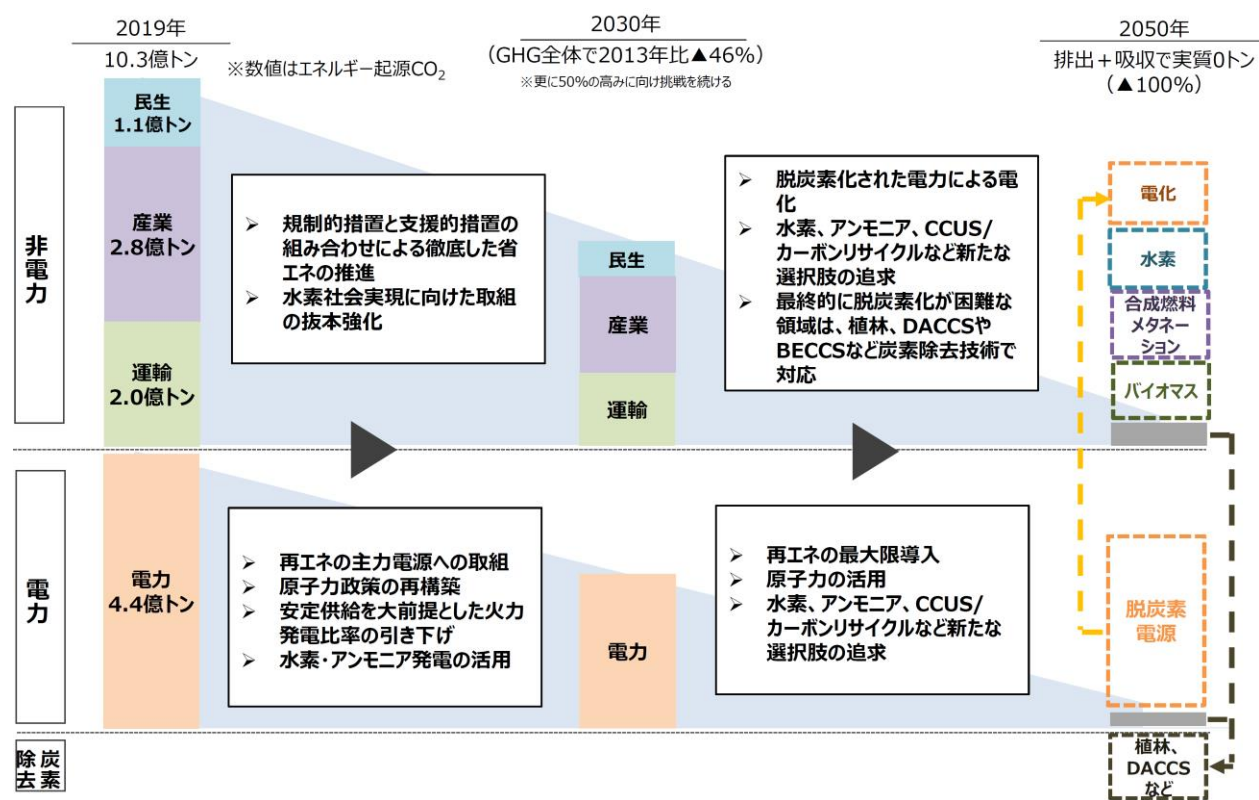 2019年
10.3億トン
※数値はエネルギー起源CO₂
2030年
(GHG全体で2013年比▲46%)
※更に50%の高みに向け挑戦を続ける
2050年
排出+吸収で実質0トン
(▲100%)
非電力
民生
1.1億トン
産業
2.8億トン
運輸
2.0億トン
➢ 規制的措置と支援的措置の
組み合わせによる徹底した省
エネの推進
➢ 水素社会実現に向けた取組
の抜本強化
民生
産業
運輸
➢ 脱炭素化された電力による電
化
➢ 水素、アンモニア、CCUS/
カーボンリサイクルなど新たな
選択肢の追求
➢ 最終的に脱炭素化が困難な
領域は、植林、DACCSや
BECCSなど炭素除去技術で
対応
電化
水素
合成燃料
メタネー
ション
バイオマス
電力
電力
4.4億トン
➢ 再エネの主力電源への取組
➢ 原子力政策の再構築
➢ 安定供給を大前提とした火力
発電比率の引き下げ
➢ 水素・アンモニア発電の活用
電力
➢ 再エネの最大限導入
➢ 原子力の活用
➢ 水素、アンモニア、CCUS/
カーボンリサイクルなど新たな
選択肢の追求
脱炭素
電源
炭素
除去
植林、
DACCS
など